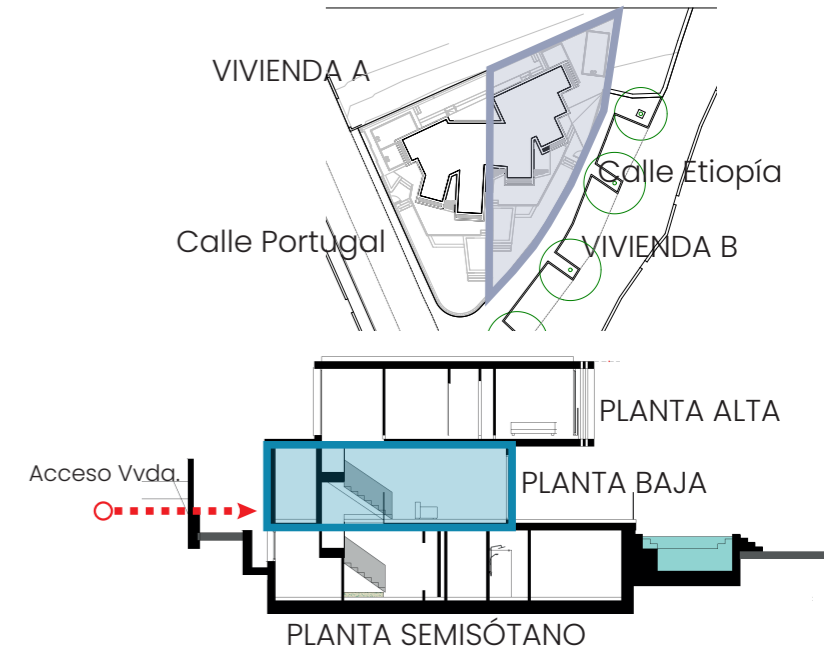 VIVIENDA A
Calle Etiopía
Calle Portugal
VIVIENDA B
PLANTA ALTA
Acceso Vvda.
PLANTA BAJA
PLANTA SEMISÓTANO